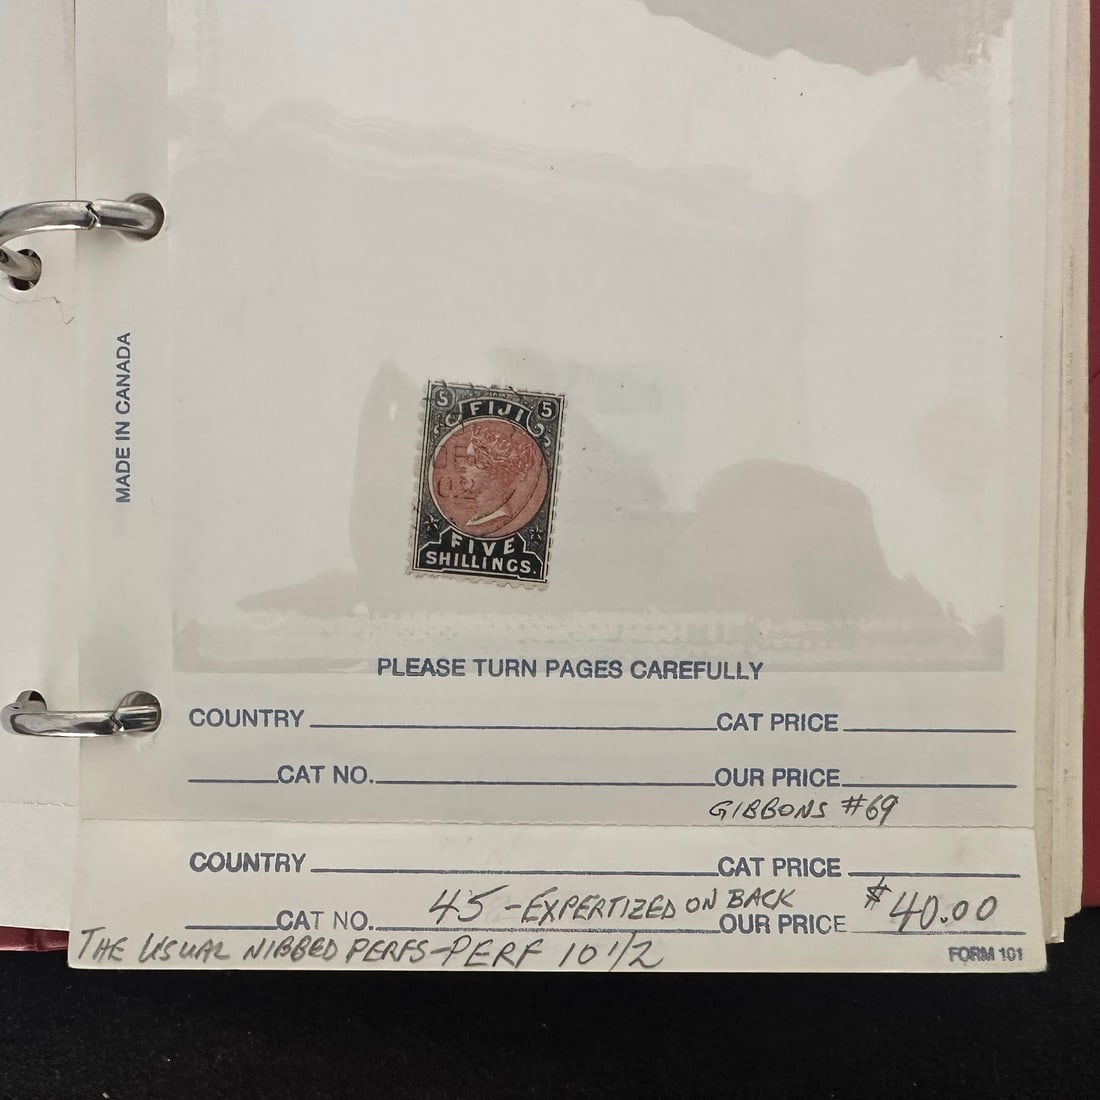 MADE IN CANADA
S FIJI 5
FIVE
SHILLINGS.
PLEASE TURN PAGES CAREFULLY
COUNTRY CAT PRICE
CAT NO. OUR PRICE
GIBBONS #69
COUNTRY CAT PRICE
CAT NO. 45 - EXPERTIZED ON BACK OUR PRICE $40.00
THE USUAL NIBBED PERFS - PERF 10 1/2
FORM 101